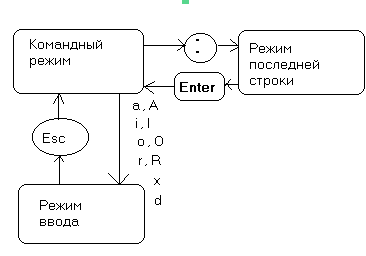 Командный
режим
:
Режим
последней
строки
Enter
a,A
i,I
o,O
r,R
x
d
Esc
Режим
ввода